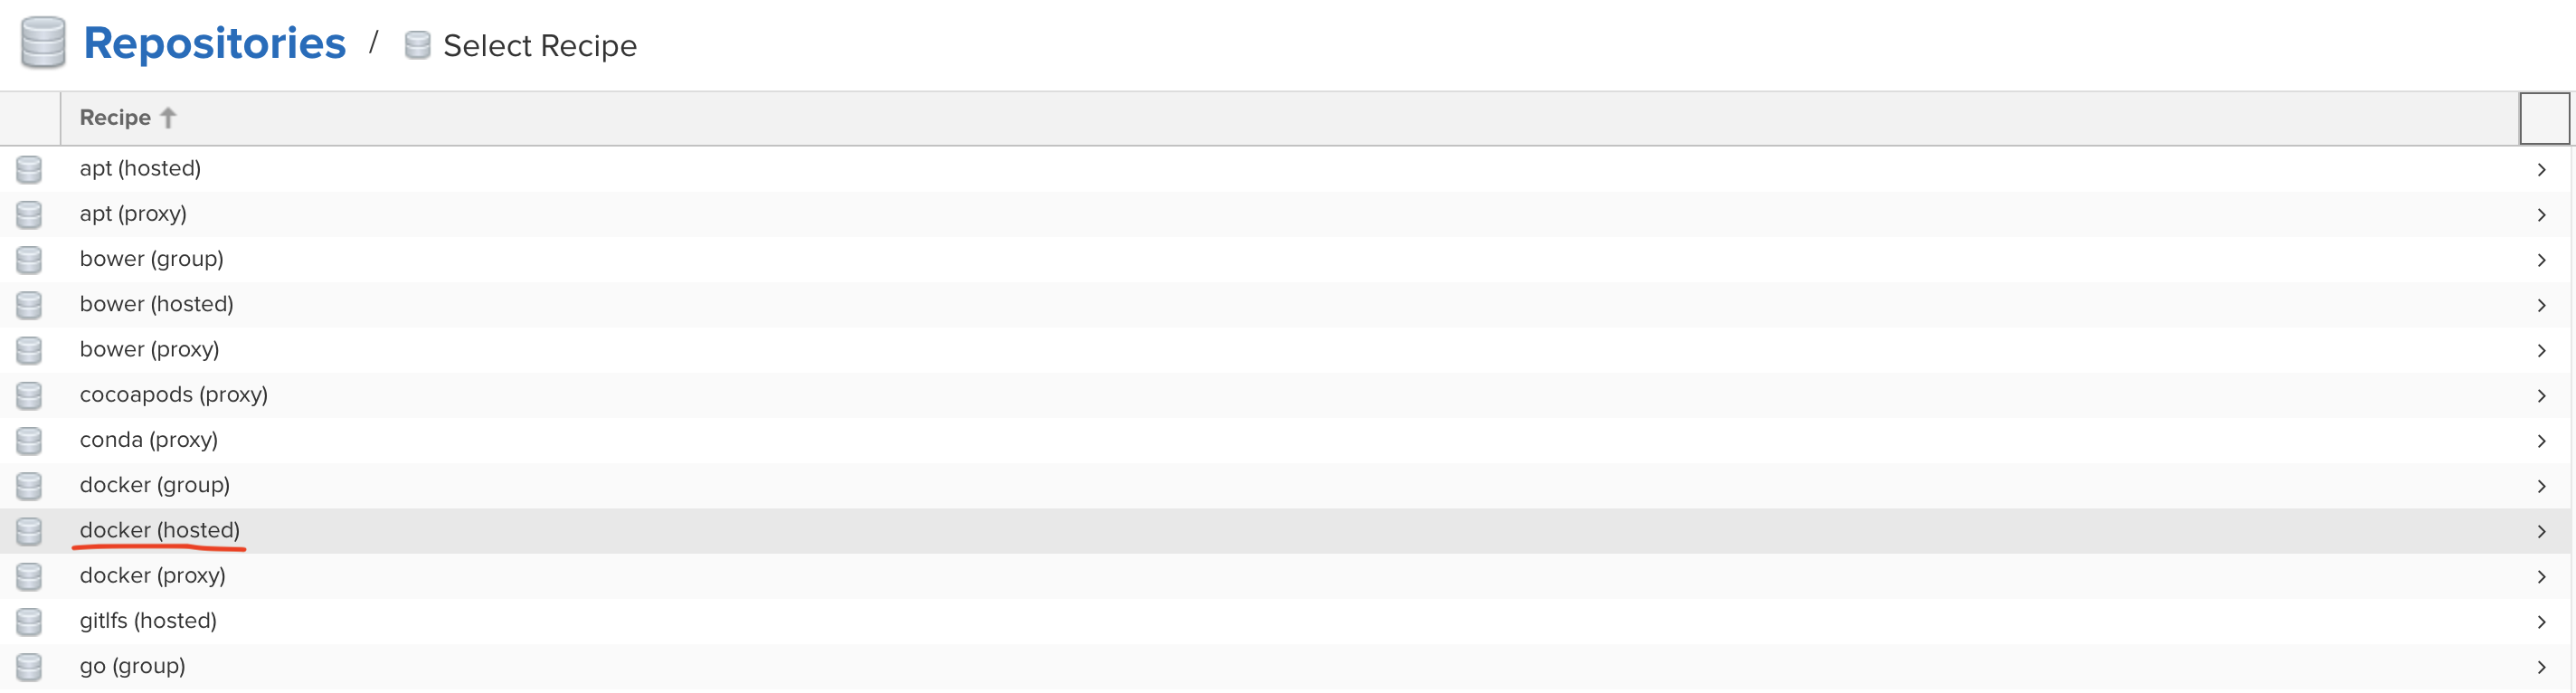 Repositories / Select Recipe
Recipe
apt (hosted)
apt (proxy)
bower (group)
bower (hosted)
bower (proxy)
cocoapods (proxy)
conda (proxy)
docker (group)
docker (hosted)
docker (proxy)
gitlfs (hosted)
go (group)